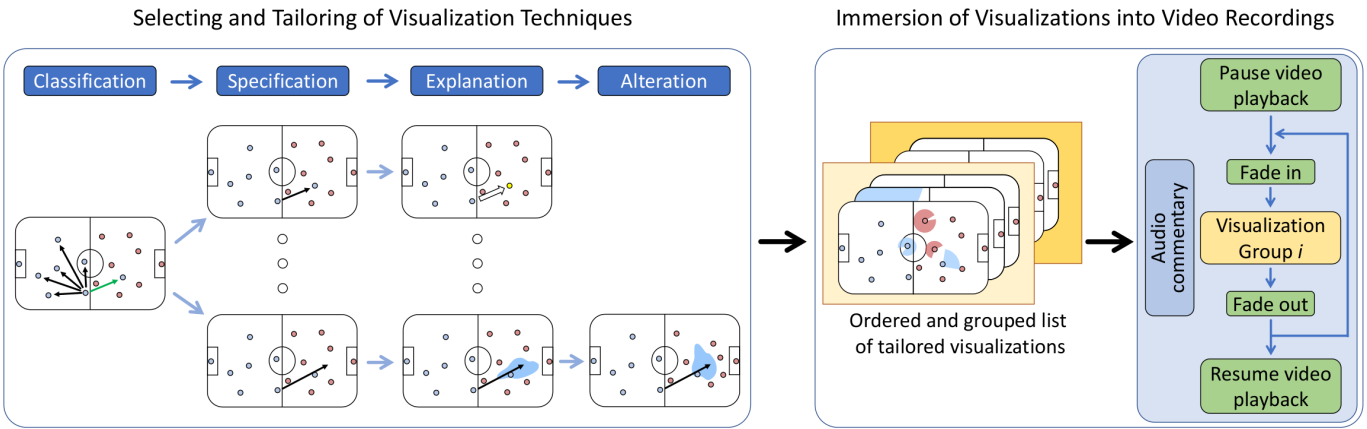 Selecting and Tailoring of Visualization Techniques
Classification
Specification
Explanation
Alteration
Immersion of Visualizations into Video Recordings
Ordered and grouped list
of tailored visualizations
Audio
commentary
Pause video
playback
Fade in
Visualization
Group i
Fade out
Resume video
playback